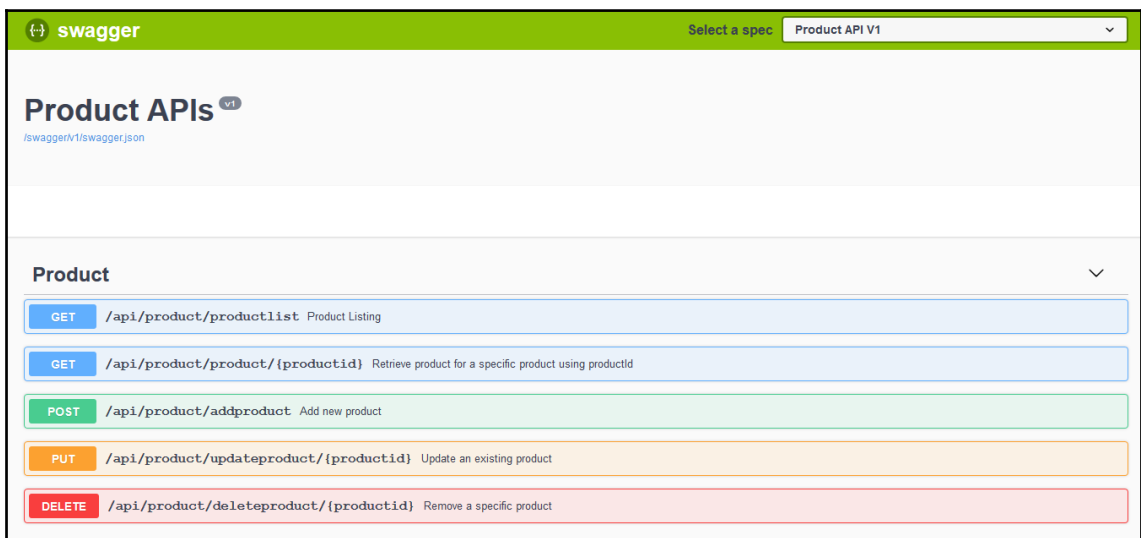 {···} swagger Select a spec Product API V1
Product APIs v1
/swagger/v1/swagger.json
Product
GET /api/product/productlist Product Listing
GET /api/product/product/{productid} Retrieve product for a specific product using productId
POST /api/product/addproduct Add new product
PUT /api/product/updateproduct/{productid} Update an existing product
DELETE /api/product/deleteproduct/{productid} Remove a specific product